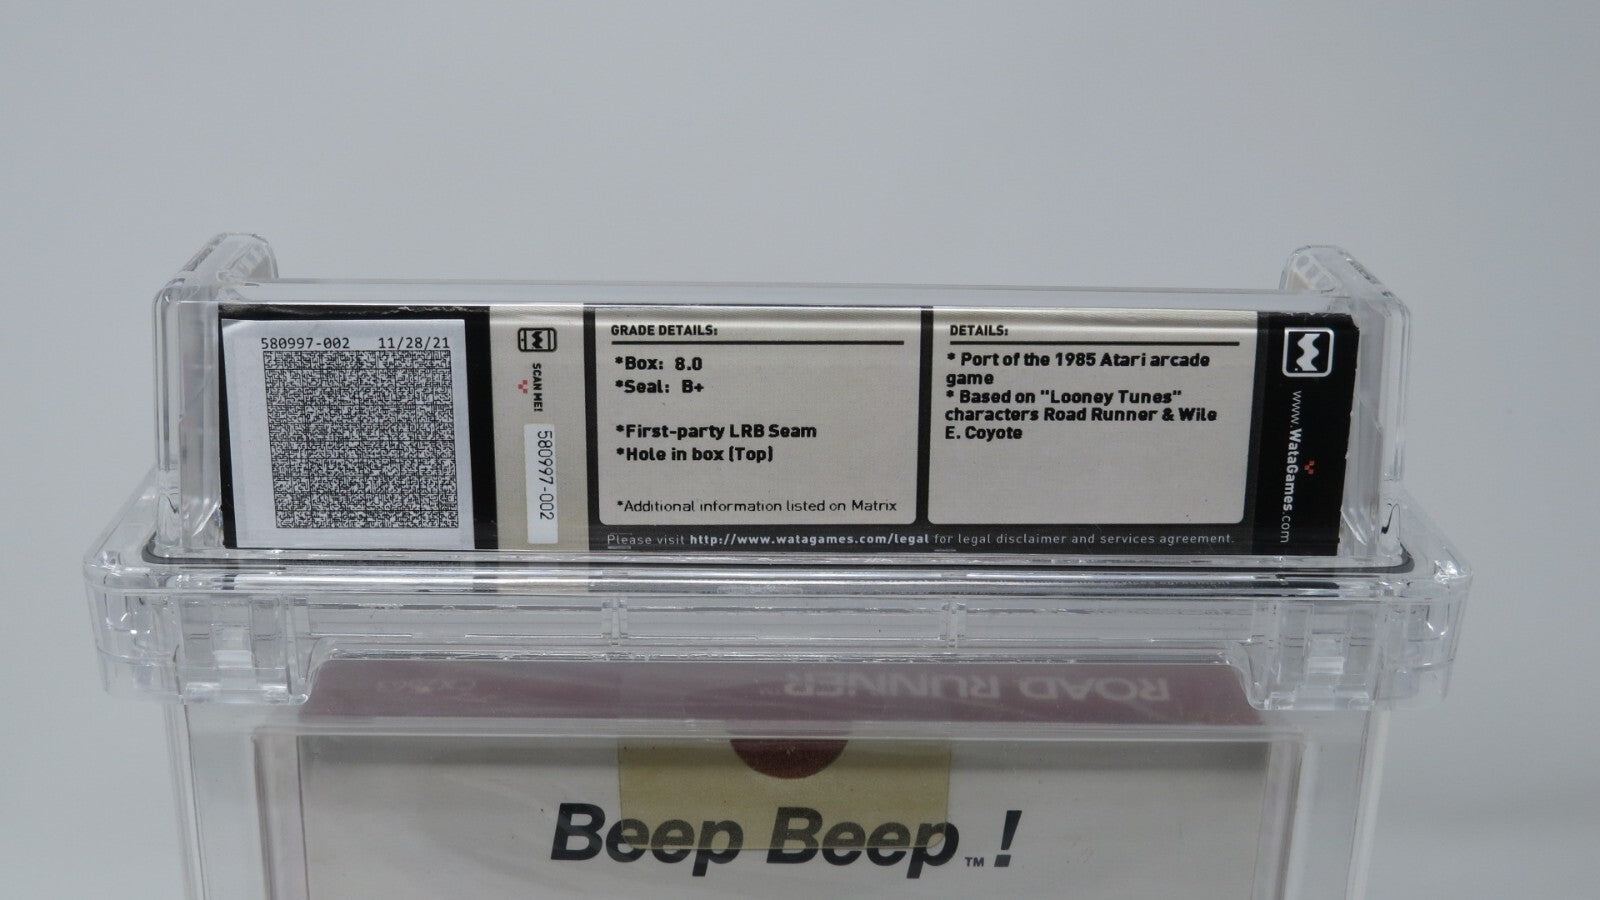 580997-002 11/28/21
SCAN ME!
580997-002
GRADE DETAILS:
*Box: 8.0
*Seal: B+
*First-party LRB Seam
*Hole in box (Top)
*Additional information listed on Matrix
DETAILS:
* Port of the 1985 Atari arcade
game
* Based on "Looney Tunes"
characters Road Runner & Wile
E. Coyote
Please visit http://www.watagames.com/legal for legal disclaimer and services agreement.
W
www.WataGames.com
ROAD RUNNER™
Beep Beep™!